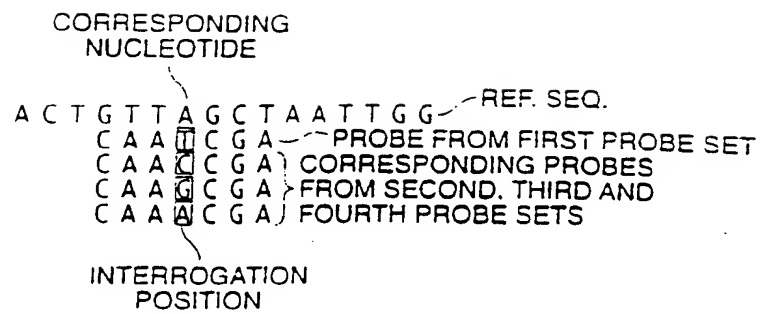 CORRESPONDING
NUCLEOTIDE
A C T G T T A G C T A A T T G G REF. SEQ.
C A A T C G A PROBE FROM FIRST PROBE SET
C A A C C G A CORRESPONDING PROBES
C A A G C G A FROM SECOND. THIRD AND
C A A A C G A FOURTH PROBE SETS
INTERROGATION
POSITION